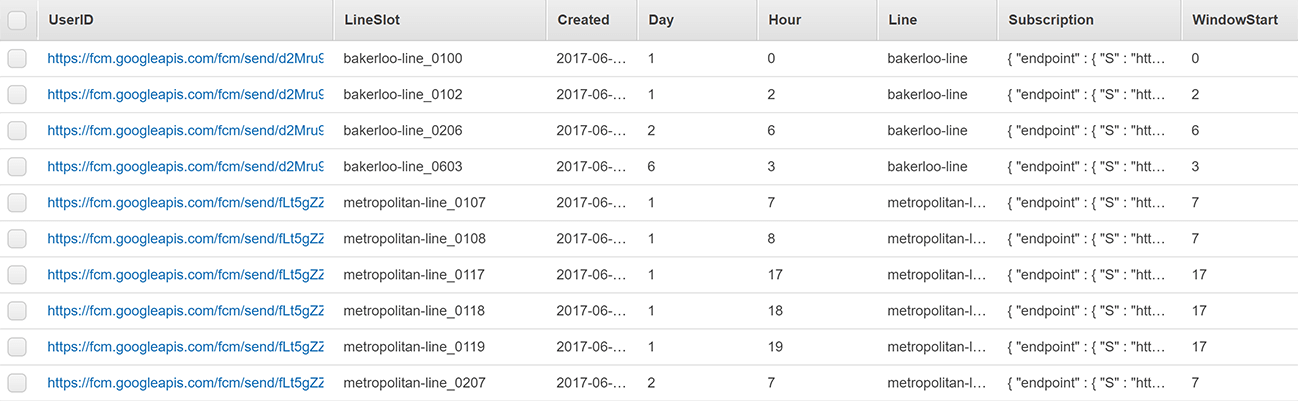 UserID LineSlot Created Day Hour Line Subscription WindowStart
https://fcm.googleapis.com/fcm/send/d2Mru9 bakerloo-line_0100 2017-06-... 1 0 bakerloo-line { "endpoint" : { "S" : "htt... 0
https://fcm.googleapis.com/fcm/send/d2Mru9 bakerloo-line_0102 2017-06-... 1 2 bakerloo-line { "endpoint" : { "S" : "htt... 2
https://fcm.googleapis.com/fcm/send/d2Mru9 bakerloo-line_0206 2017-06-... 2 6 bakerloo-line { "endpoint" : { "S" : "htt... 6
https://fcm.googleapis.com/fcm/send/d2Mru9 bakerloo-line_0603 2017-06-... 6 3 bakerloo-line { "endpoint" : { "S" : "htt... 3
https://fcm.googleapis.com/fcm/send/fLt5gZZ metropolitan-line_0107 2017-06-... 1 7 metropolitan-l... { "endpoint" : { "S" : "htt... 7
https://fcm.googleapis.com/fcm/send/fLt5gZZ metropolitan-line_0108 2017-06-... 1 8 metropolitan-l... { "endpoint" : { "S" : "htt... 7
https://fcm.googleapis.com/fcm/send/fLt5gZZ metropolitan-line_0117 2017-06-... 1 17 metropolitan-l... { "endpoint" : { "S" : "htt... 17
https://fcm.googleapis.com/fcm/send/fLt5gZZ metropolitan-line_0118 2017-06-... 1 18 metropolitan-l... { "endpoint" : { "S" : "htt... 17
https://fcm.googleapis.com/fcm/send/fLt5gZZ metropolitan-line_0119 2017-06-... 1 19 metropolitan-l... { "endpoint" : { "S" : "htt... 17
https://fcm.googleapis.com/fcm/send/fLt5gZZ metropolitan-line_0207 2017-06-... 2 7 metropolitan-l... { "endpoint" : { "S" : "htt... 7